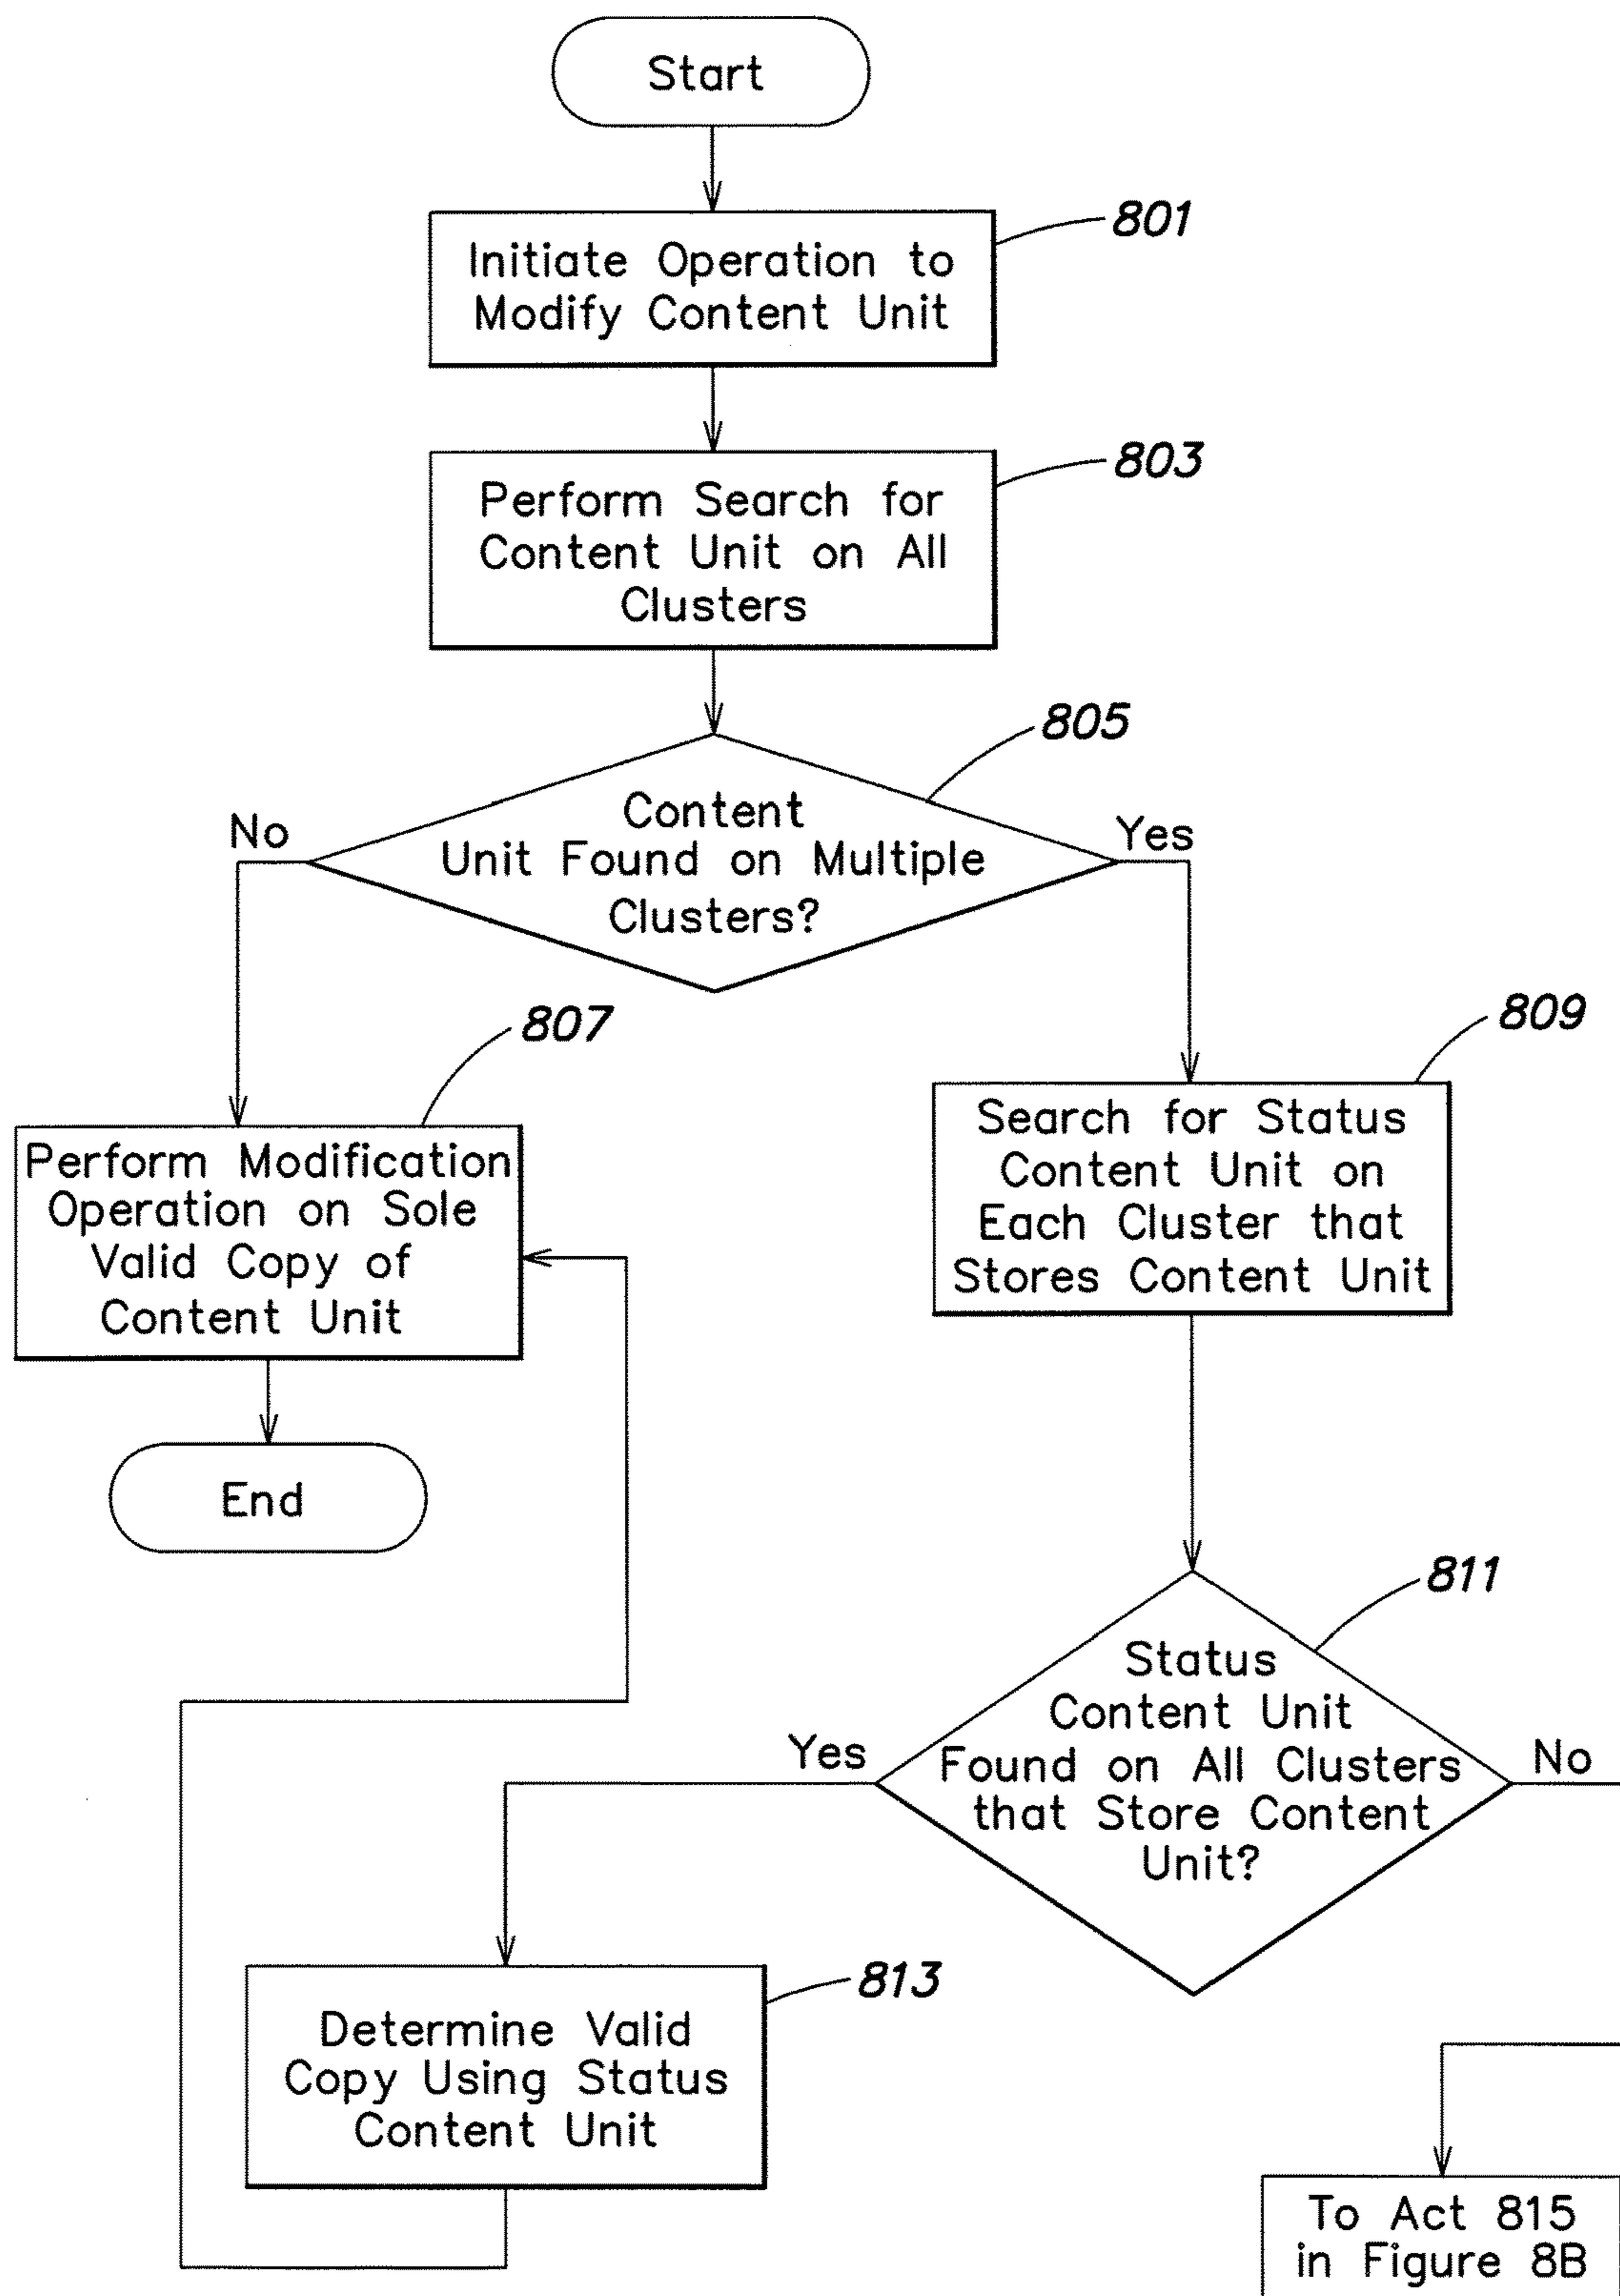 Start
801
Initiate Operation to
Modify Content Unit
803
Perform Search for
Content Unit on All
Clusters
805
No
Content
Unit Found on Multiple
Clusters?
Yes
807
Perform Modification
Operation on Sole
Valid Copy of
Content Unit
End
809
Search for Status
Content Unit on
Each Cluster that
Stores Content Unit
811
Status
Content Unit
Found on All Clusters
that Store Content
Unit?
Yes
No
813
Determine Valid
Copy Using Status
Content Unit
To Act 815
in Figure 8B